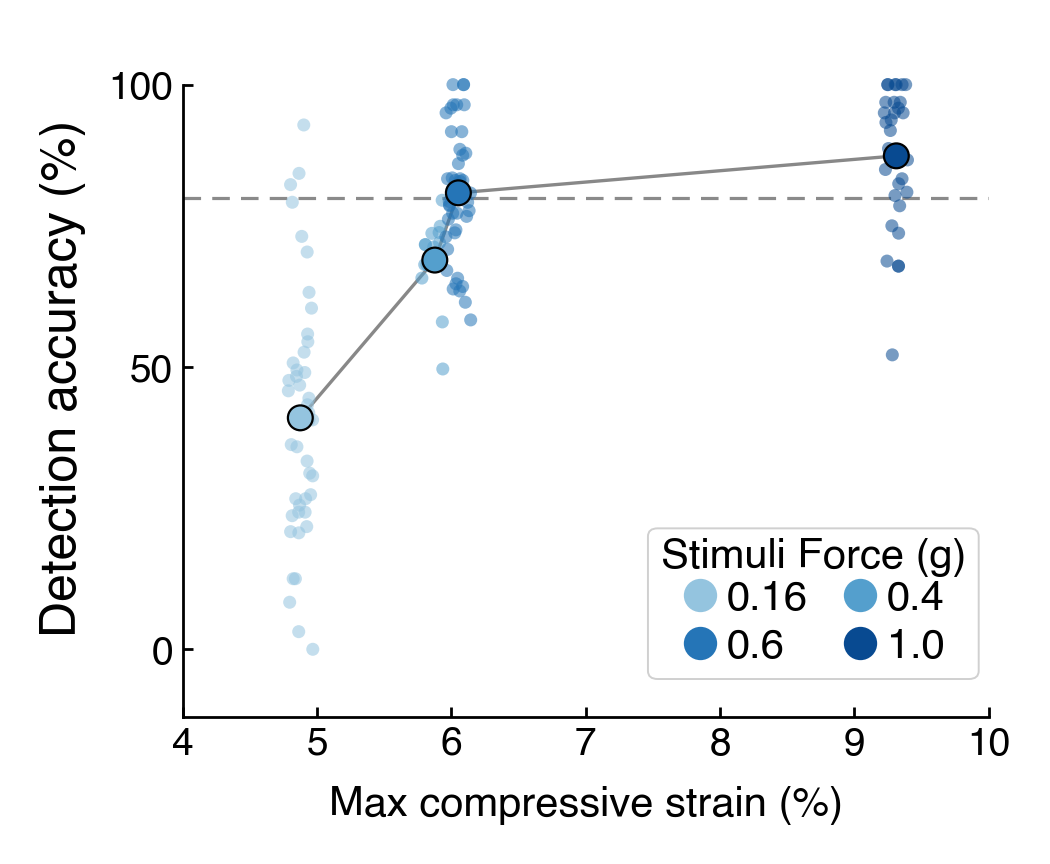 Detection accuracy (%)
100
50
0
Stimuli Force (g)
0.16 0.4
0.6 1.0
4 5 6 7 8 9 10
Max compressive strain (%)